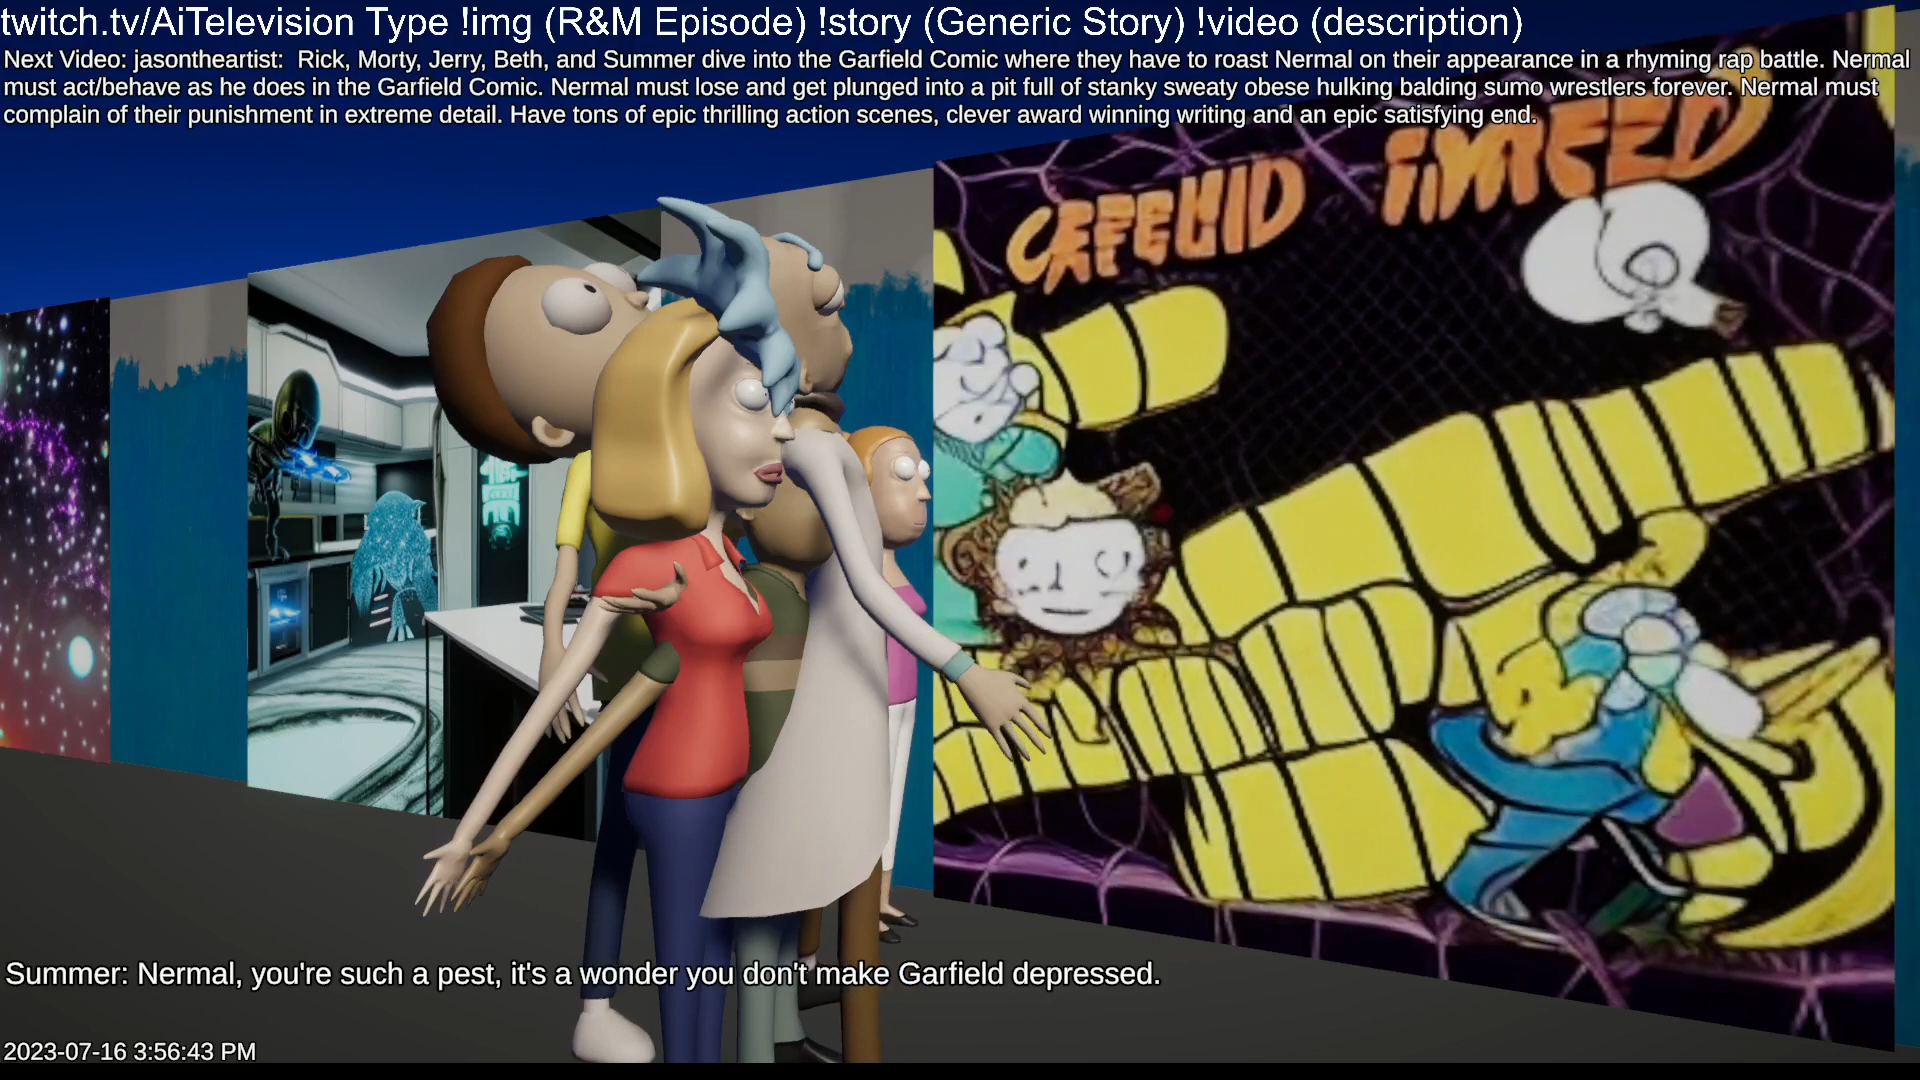 twitch.tv/AiTelevision Type !img (R&M Episode) !story (Generic Story) !video (description)
Next Video: jasontheartist:  Rick, Morty, Jerry, Beth, and Summer dive into the Garfield Comic where they have to roast Nermal on their appearance in a rhyming rap battle. Nermal
must act/behave as he does in the Garfield Comic. Nermal must lose and get plunged into a pit full of stanky sweaty obese hulking balding sumo wrestlers forever. Nermal must
complain of their punishment in extreme detail. Have tons of epic thrilling action scenes, clever award winning writing and an epic satisfying end.
Summer: Nermal, you're such a pest, it's a wonder you don't make Garfield depressed.
2023-07-16 3:56:43 PM